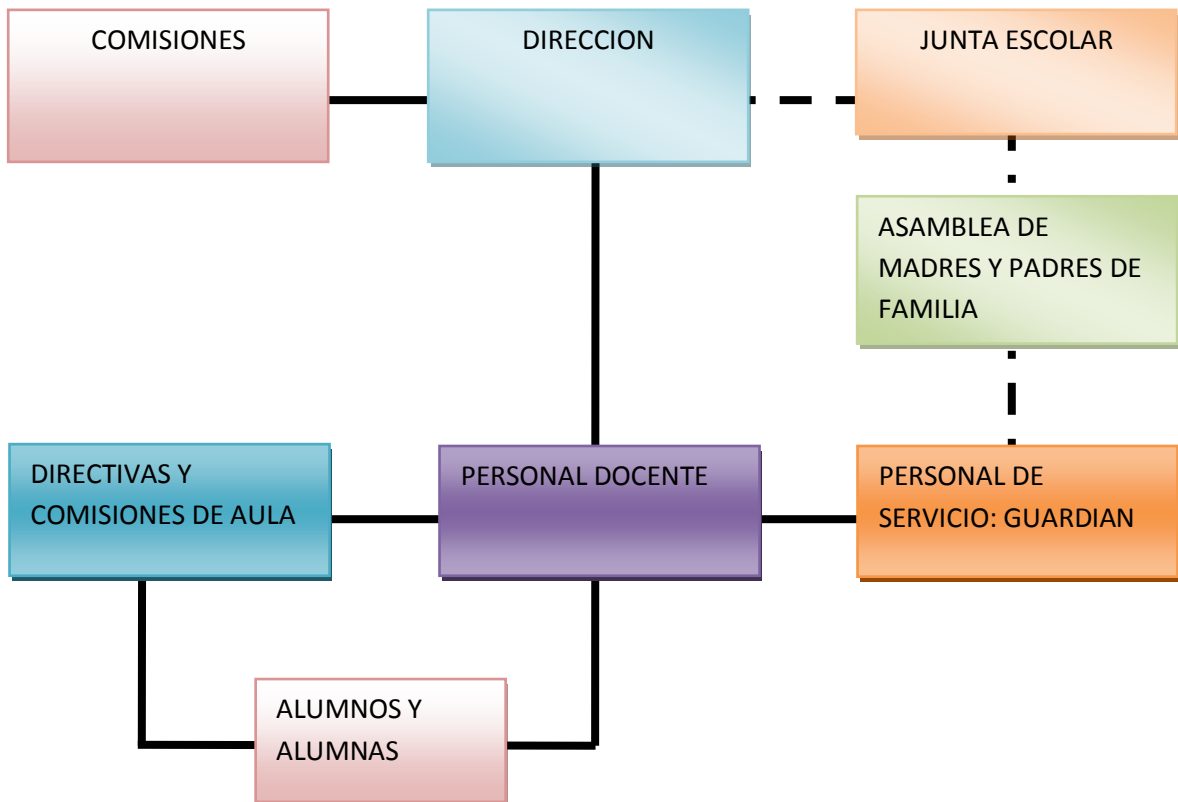 COMISIONES
DIRECCION
JUNTA ESCOLAR
ASAMBLEA DE
MADRES Y PADRES DE
FAMILIA
DIRECTIVAS Y
COMISIONES DE AULA
PERSONAL DOCENTE
PERSONAL DE
SERVICIO: GUARDIAN
ALUMNOS Y
ALUMNAS